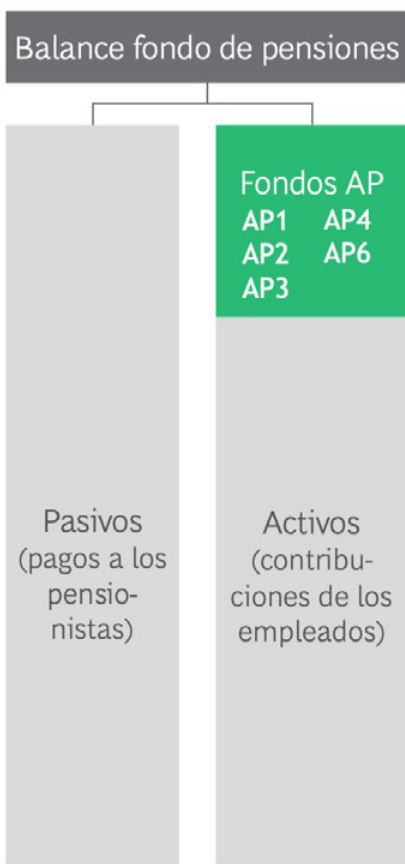 Balance fondo de pensiones
Pasivos
(pagos a los
pensio-
nistas)
Fondos AP
AP1 AP4
AP2 AP6
AP3
Activos
(contribu-
ciones de los
empleados)